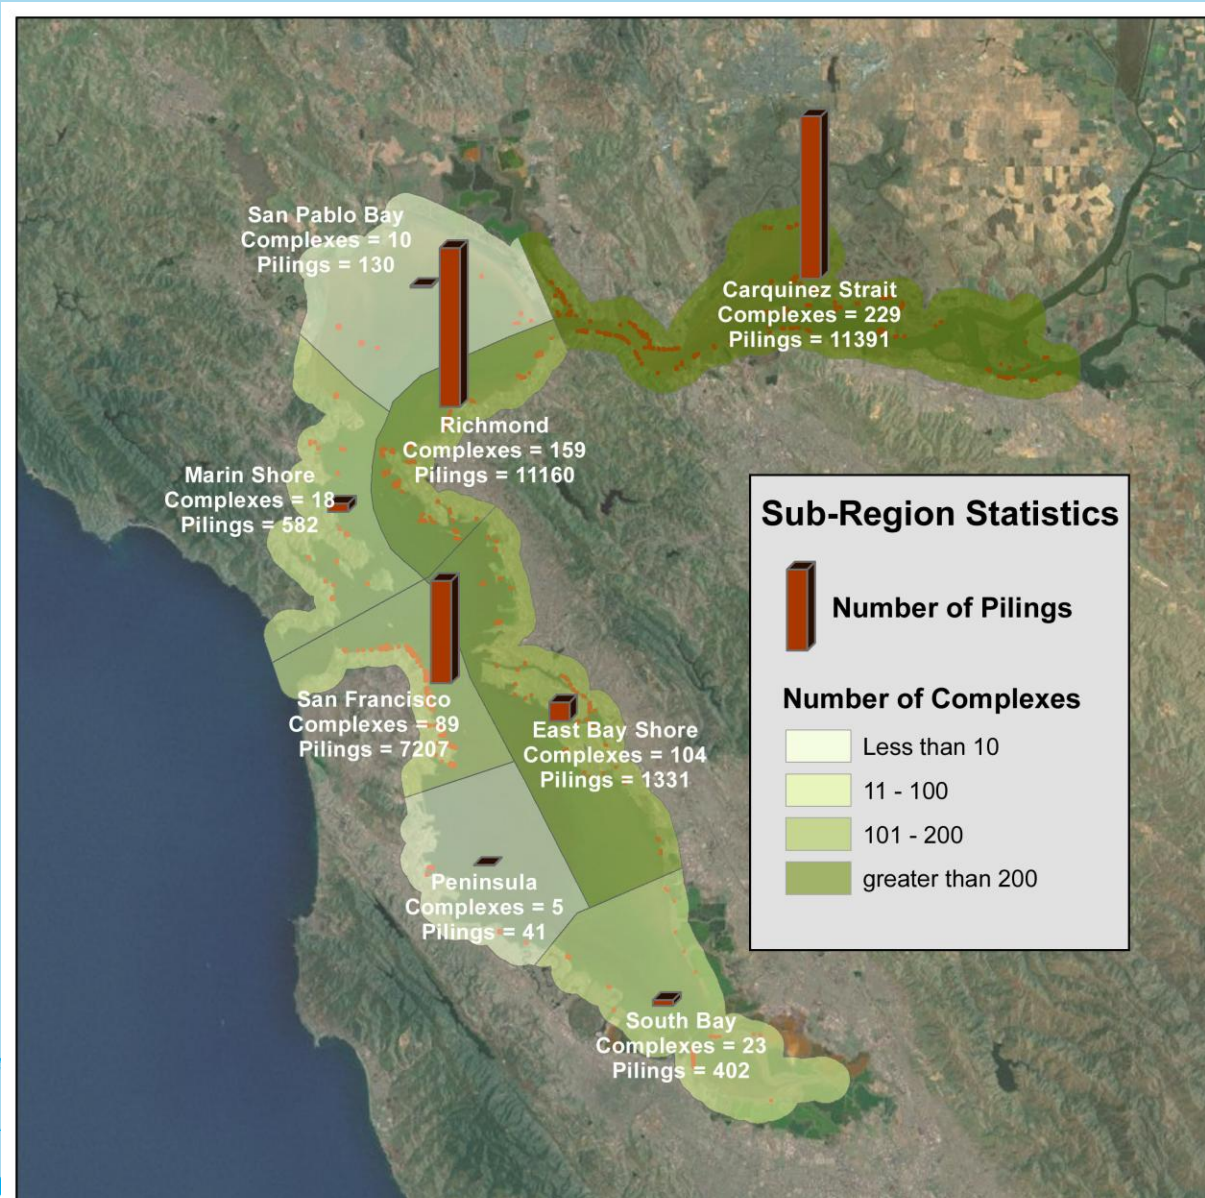 San Pablo Bay
Complexes = 10
Pilings = 130
Carquinez Strait
Complexes = 229
Pilings = 11391
Richmond
Complexes = 159
Pilings = 11160
Marin Shore
Complexes = 18
Pilings = 582
San Francisco
Complexes = 89
Pilings = 7207
East Bay Shore
Complexes = 104
Pilings = 1331
Peninsula
Complexes = 5
Pilings = 41
South Bay
Complexes = 23
Pilings = 402
Sub-Region Statistics
Number of Pilings
Number of Complexes
Less than 10
11 - 100
101 - 200
greater than 200